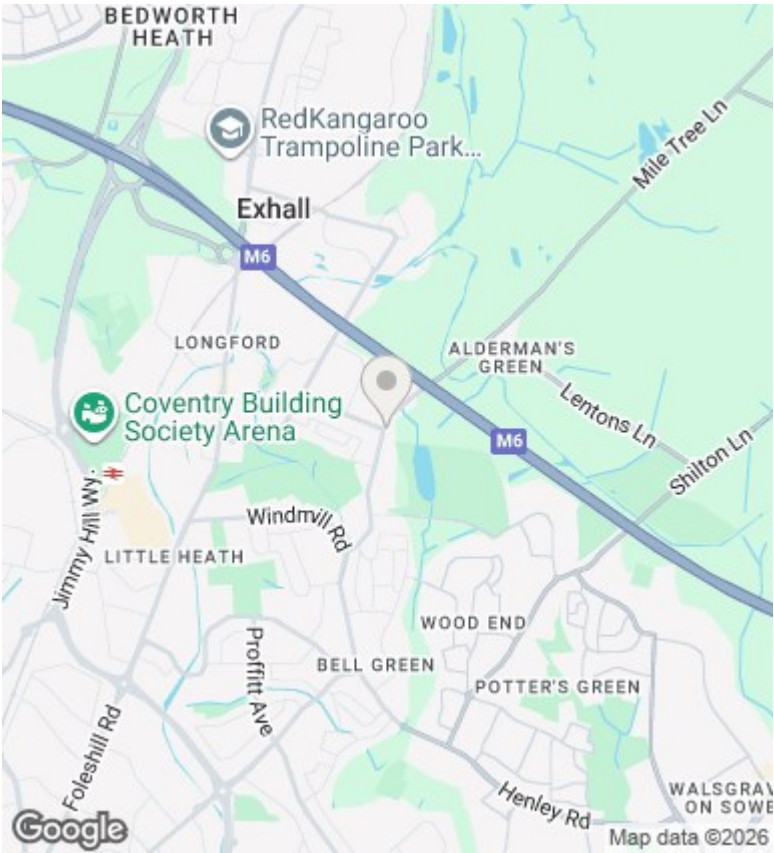 BEDWORTH
HEATH
RedKangaroo
Trampoline Park...
Mile Tree Ln
Exhall
M6
LONGFORD
ALDERMAN'S
GREEN
Lentons Ln
Coventry Building
Society Arena
M6
Shilton Ln
Jimmy Hill Wy.
Windmill Rd
LITTLE HEATH
WOOD END
Proffitt Ave
BELL GREEN
POTTER'S GREEN
Foleshill Rd
Henley Rd
WALSGRAV
ON SOWE
Google
Map data ©2026